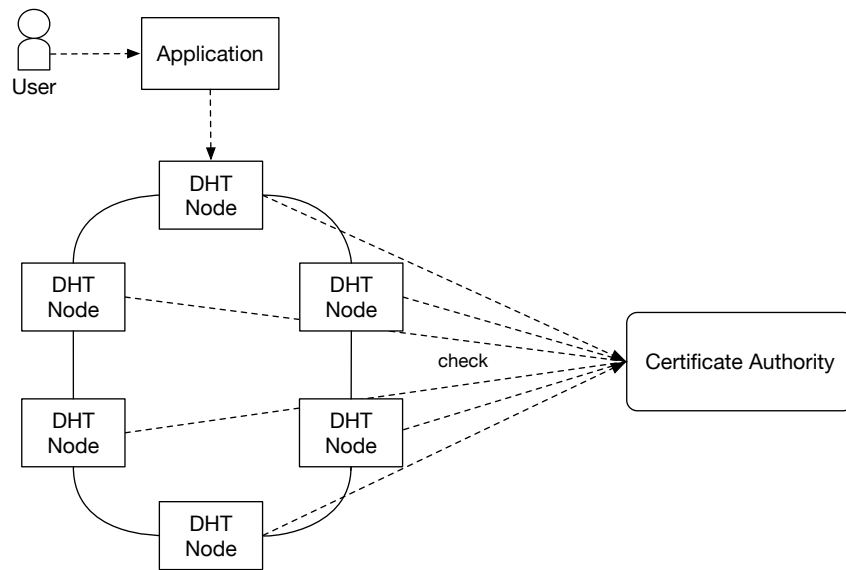 Application
User
DHT
Node
DHT
Node
DHT
Node
check
Certificate Authority
DHT
Node
DHT
Node
DHT
Node